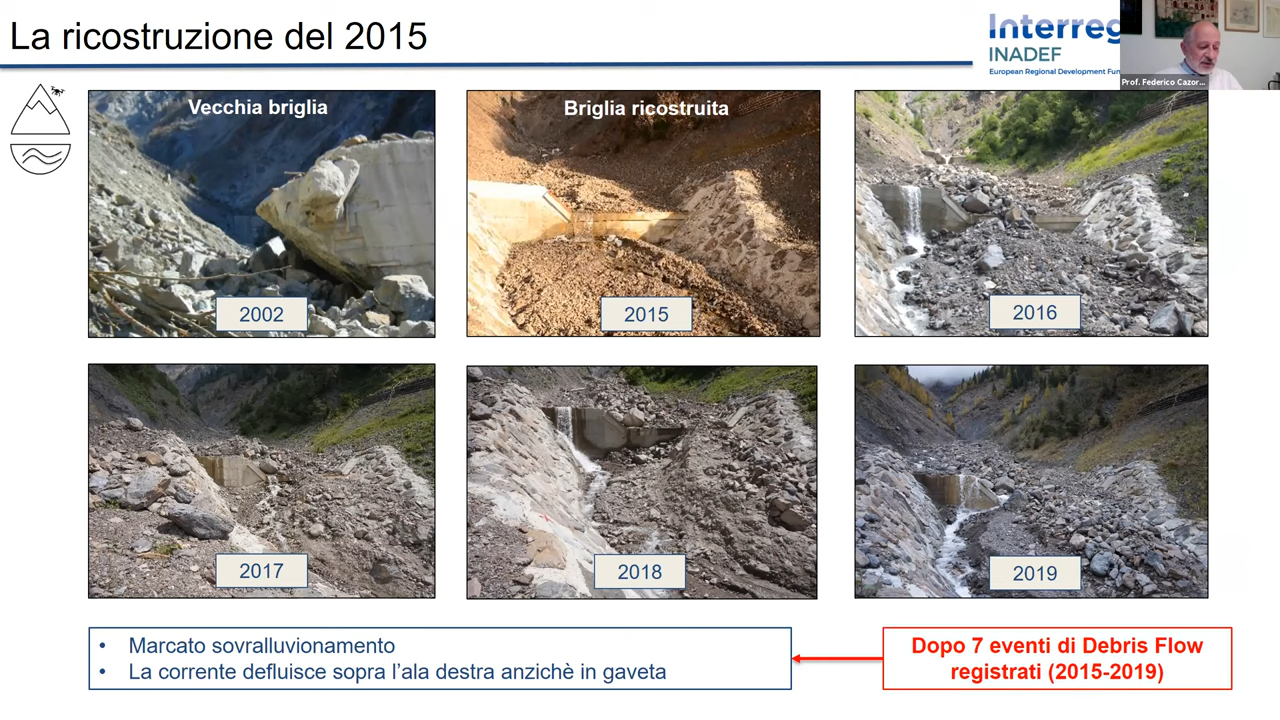 La ricostruzione del 2015
Interreg
INADEF
European Regional Development Fun
Prof. Federico Cazor...
Vecchia briglia
2002
Briglia ricostruita
2015
2016
2017
2018
2019
• Marcato sovralluvionamento
• La corrente defluisce sopra l’ala destra anzichè in gaveta
Dopo 7 eventi di Debris Flow
registrati (2015-2019)